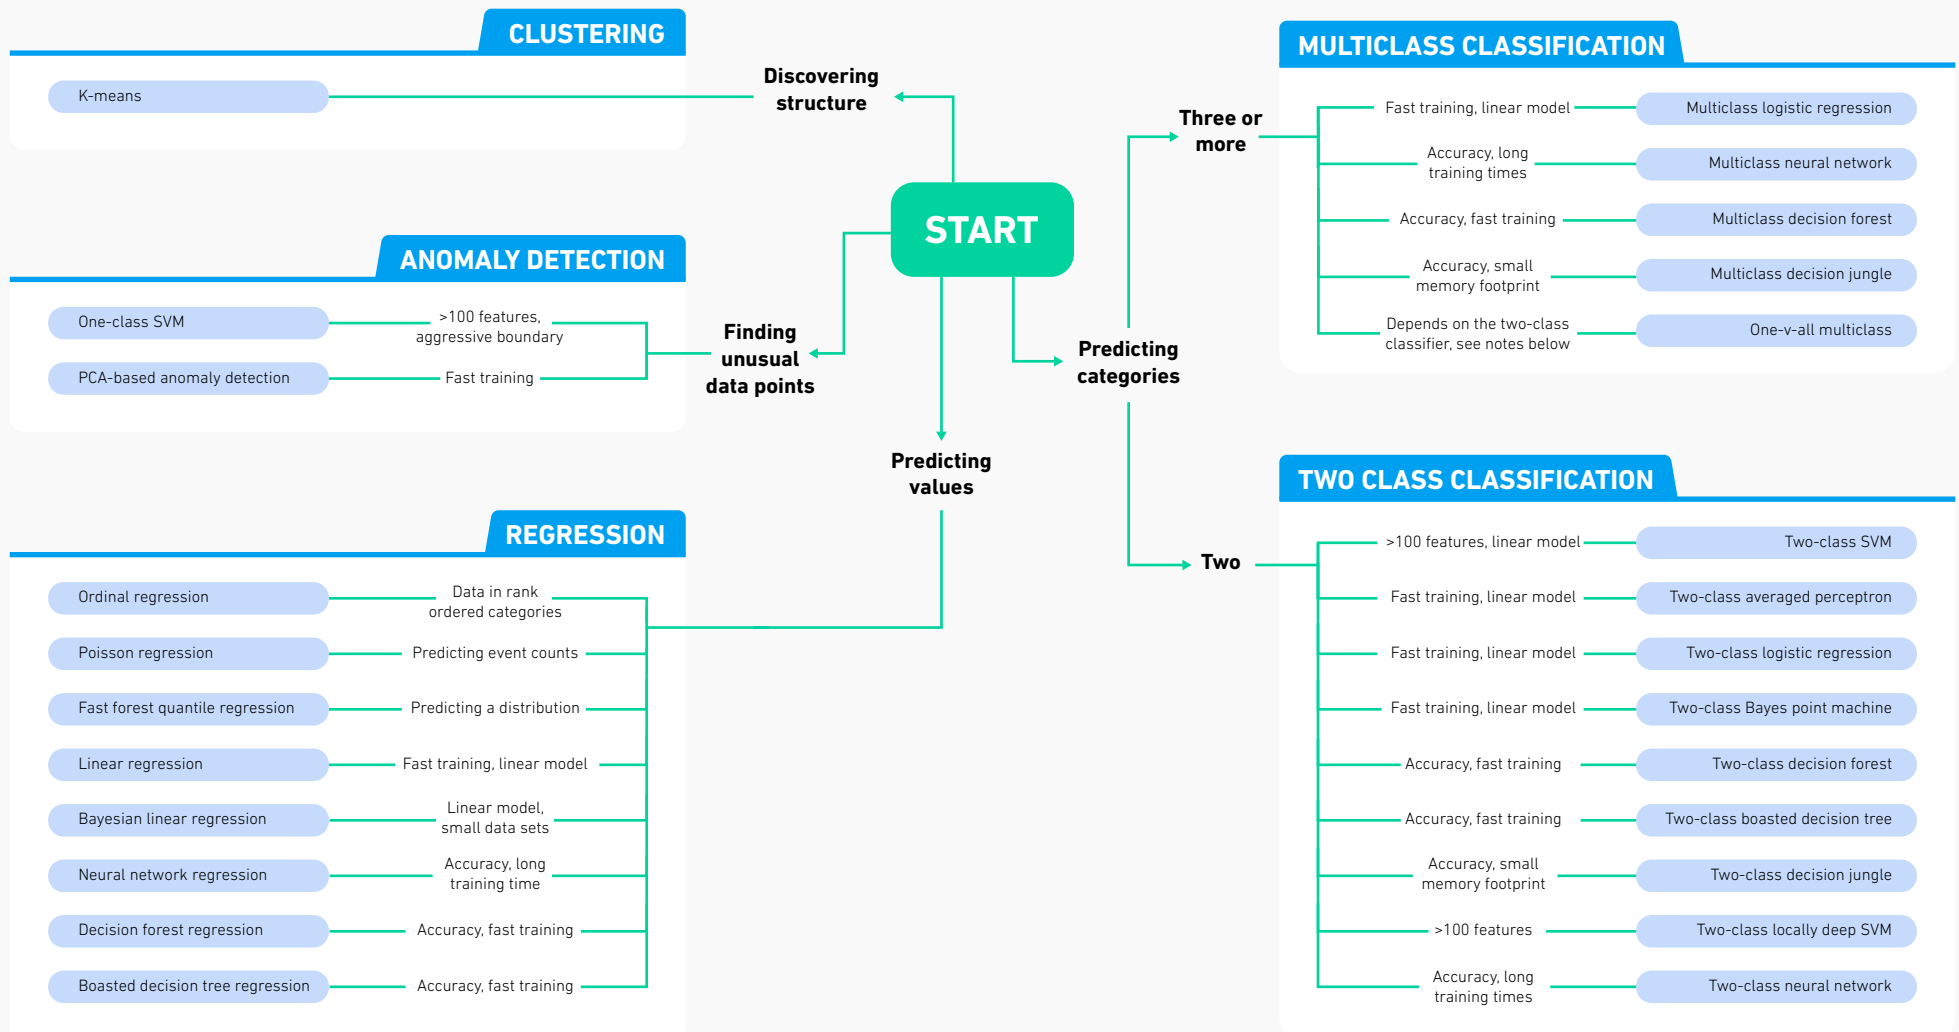 CLUSTERING
K-means
Discovering
structure
START
ANOMALY DETECTION
One-class SVM
>100 features,
aggressive boundary
PCA-based anomaly detection
Fast training
Finding
unusual
data points
Predicting
values
REGRESSION
Ordinal regression
Data in rank
ordered categories
Poisson regression
Predicting event counts
Fast forest quantile regression
Predicting a distribution
Linear regression
Fast training, linear model
Bayesian linear regression
Linear model,
small data sets
Neural network regression
Accuracy, long
training time
Decision forest regression
Accuracy, fast training
Boasted decision tree regression
Accuracy, fast training
Predicting
categories
Three or
more
MULTICLASS CLASSIFICATION
Fast training, linear model
Multiclass logistic regression
Accuracy, long
training times
Multiclass neural network
Accuracy, fast training
Multiclass decision forest
Accuracy, small
memory footprint
Multiclass decision jungle
Depends on the two-class
classifier, see notes below
One-v-all multiclass
Two
TWO CLASS CLASSIFICATION
>100 features, linear model
Two-class SVM
Fast training, linear model
Two-class averaged perceptron
Fast training, linear model
Two-class logistic regression
Fast training, linear model
Two-class Bayes point machine
Accuracy, fast training
Two-class decision forest
Accuracy, fast training
Two-class boasted decision tree
Accuracy, small
memory footprint
Two-class decision jungle
>100 features
Two-class locally deep SVM
Accuracy, long
training times
Two-class neural network